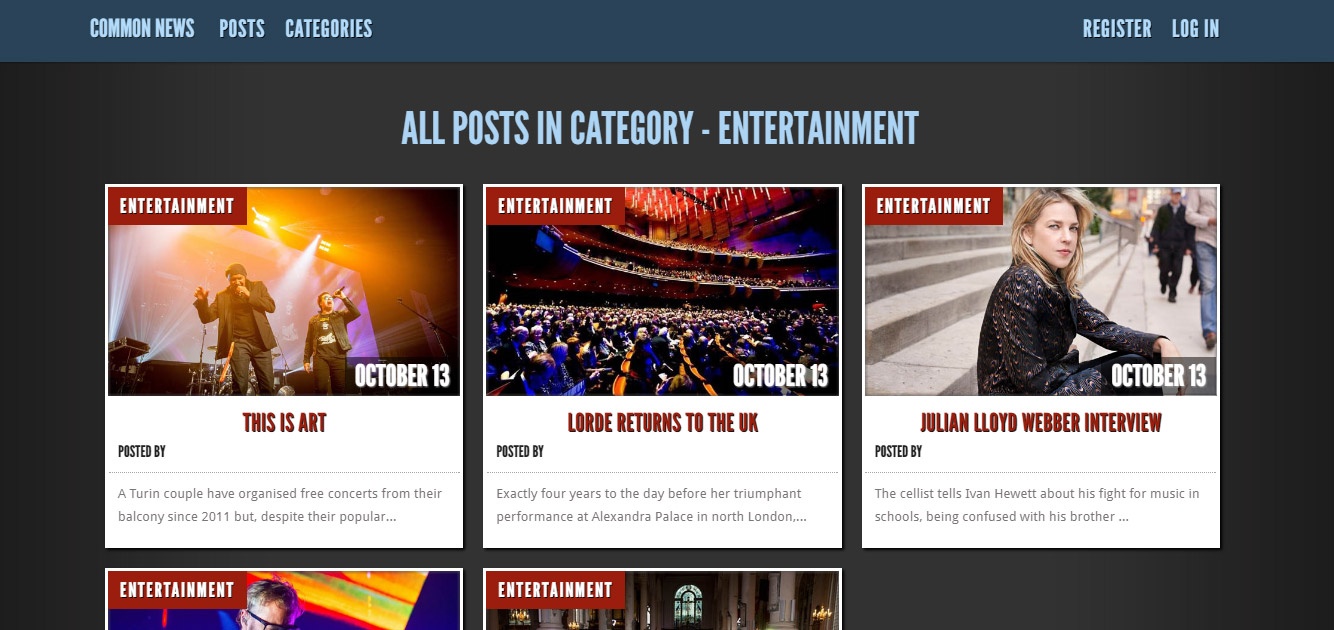 COMMON NEWS POSTS CATEGORIES REGISTER LOG IN
ALL POSTS IN CATEGORY - ENTERTAINMENT
ENTERTAINMENT
OCTOBER 13
THIS IS ART
POSTED BY
A Turin couple have organised free concerts from their
balcony since 2011 but, despite their popular...
ENTERTAINMENT
OCTOBER 13
LORDE RETURNS TO THE UK
POSTED BY
Exactly four years to the day before her triumphant
performance at Alexandra Palace in north London,...
ENTERTAINMENT
OCTOBER 13
JULIAN LLOYD WEBBER INTERVIEW
POSTED BY
The cellist tells Ivan Hewett about his fight for music in
schools, being confused with his brother ...
ENTERTAINMENT
ENTERTAINMENT